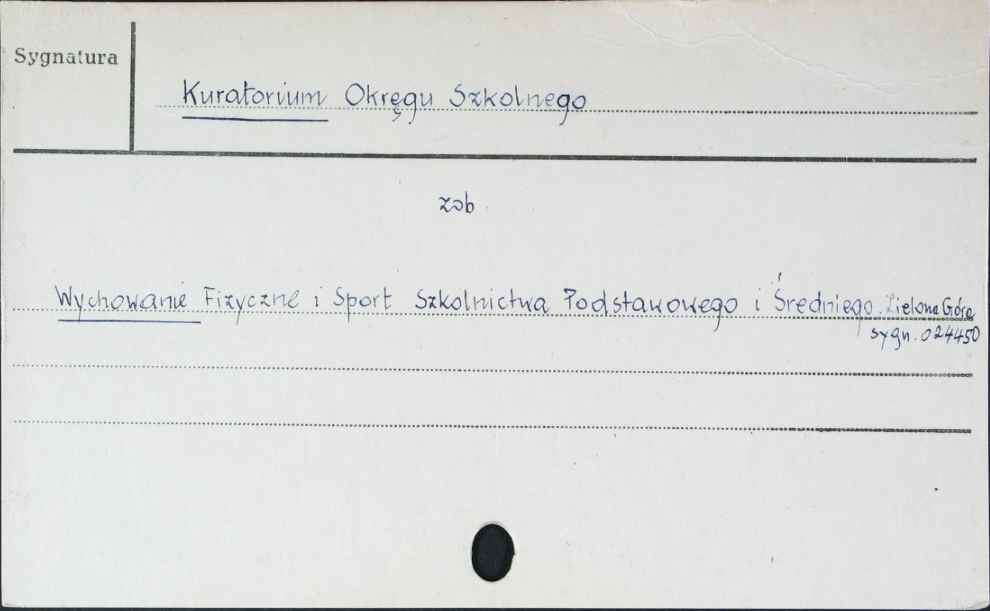 Sygnatura
Kuratorium Okręgu Szkolnego
zob
Wychowanie Fizyczne i Sport Szkolnictwa Podstawowego i Średniego. Zielona Góra
sygn. 024450